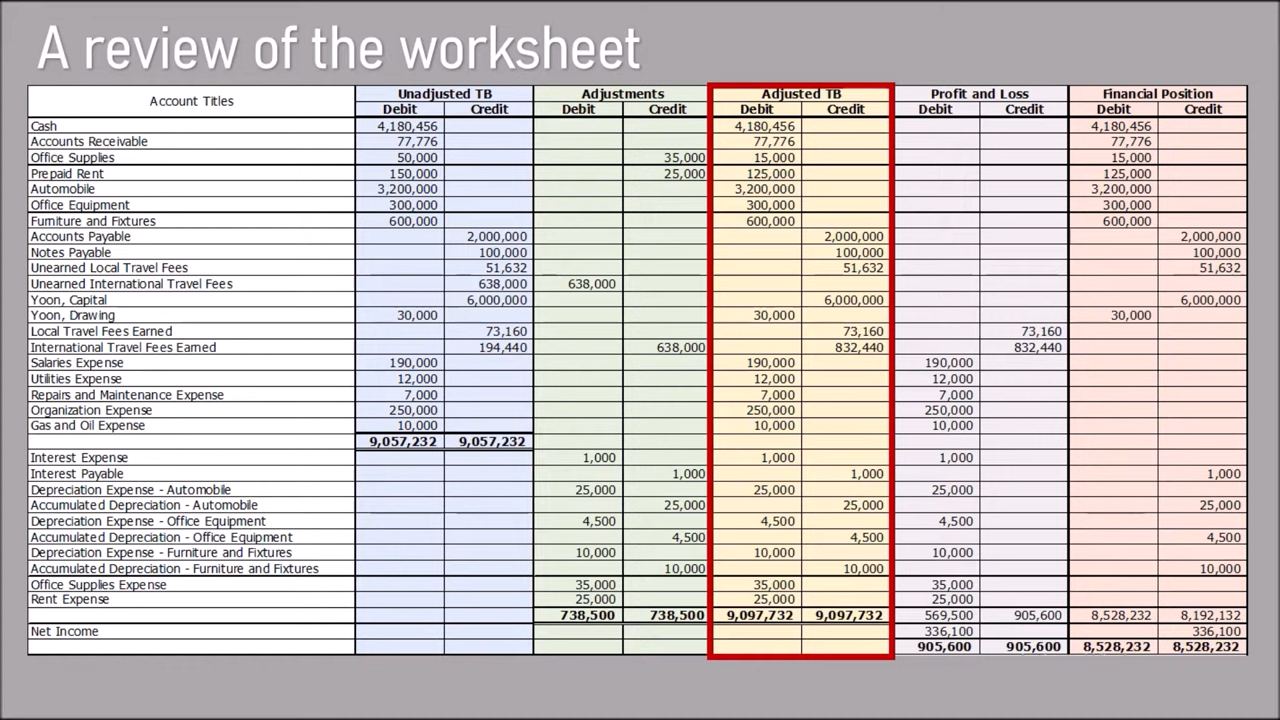 A review of the worksheet
Account Titles Unadjusted TB Adjustments Adjusted TB Profit and Loss Financial Position
Debit Credit Debit Credit Debit Credit Debit Credit Debit Credit
Cash 4,180,456 4,180,456 4,180,456
Accounts Receivable 77,776 77,776 77,776
Office Supplies 50,000 35,000 15,000 15,000
Prepaid Rent 150,000 25,000 125,000 125,000
Automobile 3,200,000 3,200,000 3,200,000
Office Equipment 300,000 300,000 300,000
Furniture and Fixtures 600,000 600,000 600,000
Accounts Payable 2,000,000 2,000,000 2,000,000
Notes Payable 100,000 100,000 100,000
Unearned Local Travel Fees 51,632 51,632 51,632
Unearned International Travel Fees 638,000 638,000
Yoon, Capital 6,000,000 6,000,000 6,000,000
Yoon, Drawing 30,000 30,000 30,000
Local Travel Fees Earned 73,160 73,160 73,160
International Travel Fees Earned 194,440 638,000 832,440 832,440
Salaries Expense 190,000 190,000 190,000
Utilities Expense 12,000 12,000 12,000
Repairs and Maintenance Expense 7,000 7,000 7,000
Organization Expense 250,000 250,000 250,000
Gas and Oil Expense 10,000 10,000 10,000
9,057,232 9,057,232
Interest Expense 1,000 1,000 1,000
Interest Payable 1,000 1,000 1,000
Depreciation Expense - Automobile 25,000 25,000 25,000
Accumulated Depreciation - Automobile 25,000 25,000 25,000
Depreciation Expense - Office Equipment 4,500 4,500 4,500
Accumulated Depreciation - Office Equipment 4,500 4,500 4,500
Depreciation Expense - Furniture and Fixtures 10,000 10,000 10,000
Accumulated Depreciation - Furniture and Fixtures 10,000 10,000 10,000
Office Supplies Expense 35,000 35,000 35,000
Rent Expense 25,000 25,000 25,000
738,500 738,500 9,097,732 9,097,732 569,500 905,600 8,528,232 8,192,132
Net Income 336,100 336,100
905,600 905,600 8,528,232 8,528,232